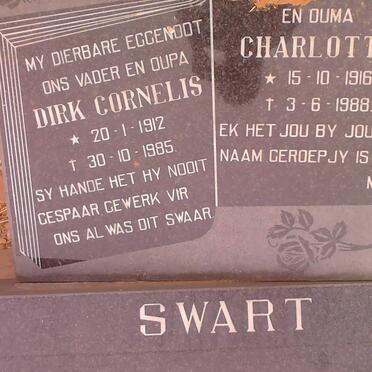 MY DIERBARE EGGENOOT
ONS VADER EN OUPA
DIRK CORNELIS
★ 20-1-1912
† 30-10-1985
SY HANDE HET HY NOOIT
GESPAAR GEWERK VIR
ONS AL WAS DIT SWAAR
EN OUMA
CHARLOTT
★ 15-10-1916
† 3-6-1988
EK HET JOU BY JOU
NAAM GEROEPJY IS
SWART